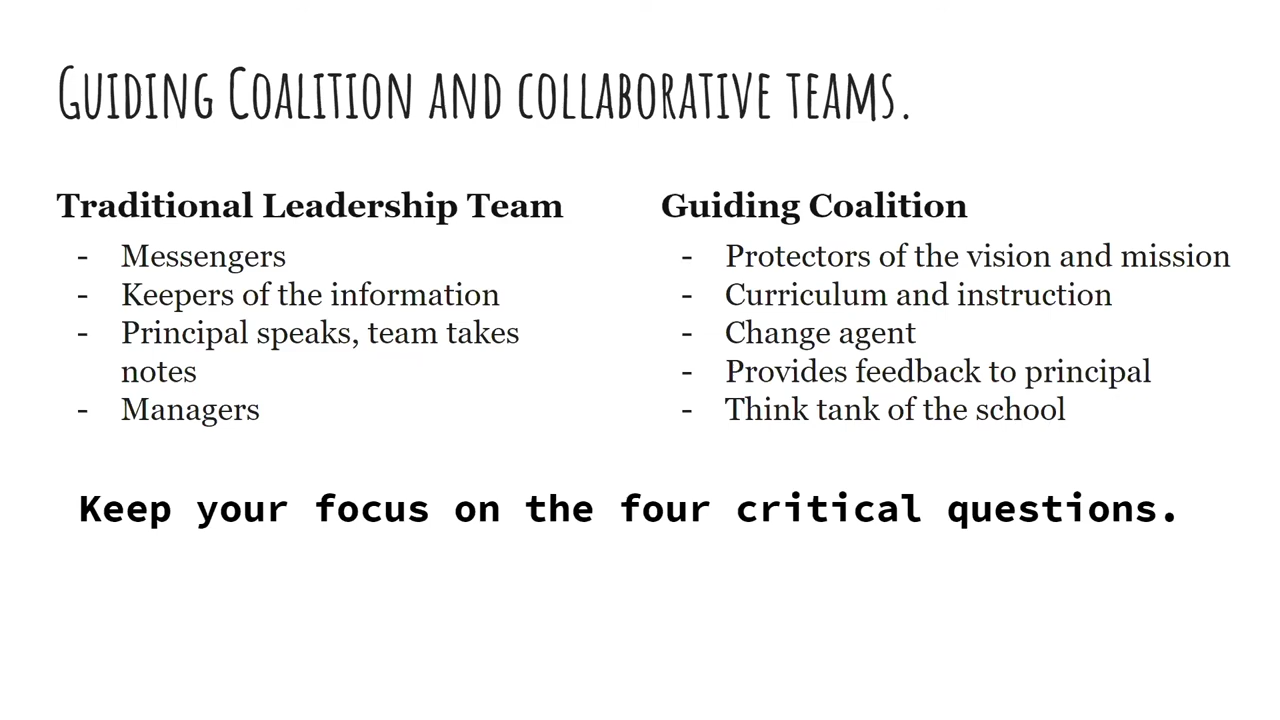 Guiding Coalition and collaborative teams.
Traditional Leadership Team
- Messengers
- Keepers of the information
- Principal speaks, team takes
notes
- Managers
Guiding Coalition
- Protectors of the vision and mission
- Curriculum and instruction
- Change agent
- Provides feedback to principal
- Think tank of the school
Keep your focus on the four critical questions.